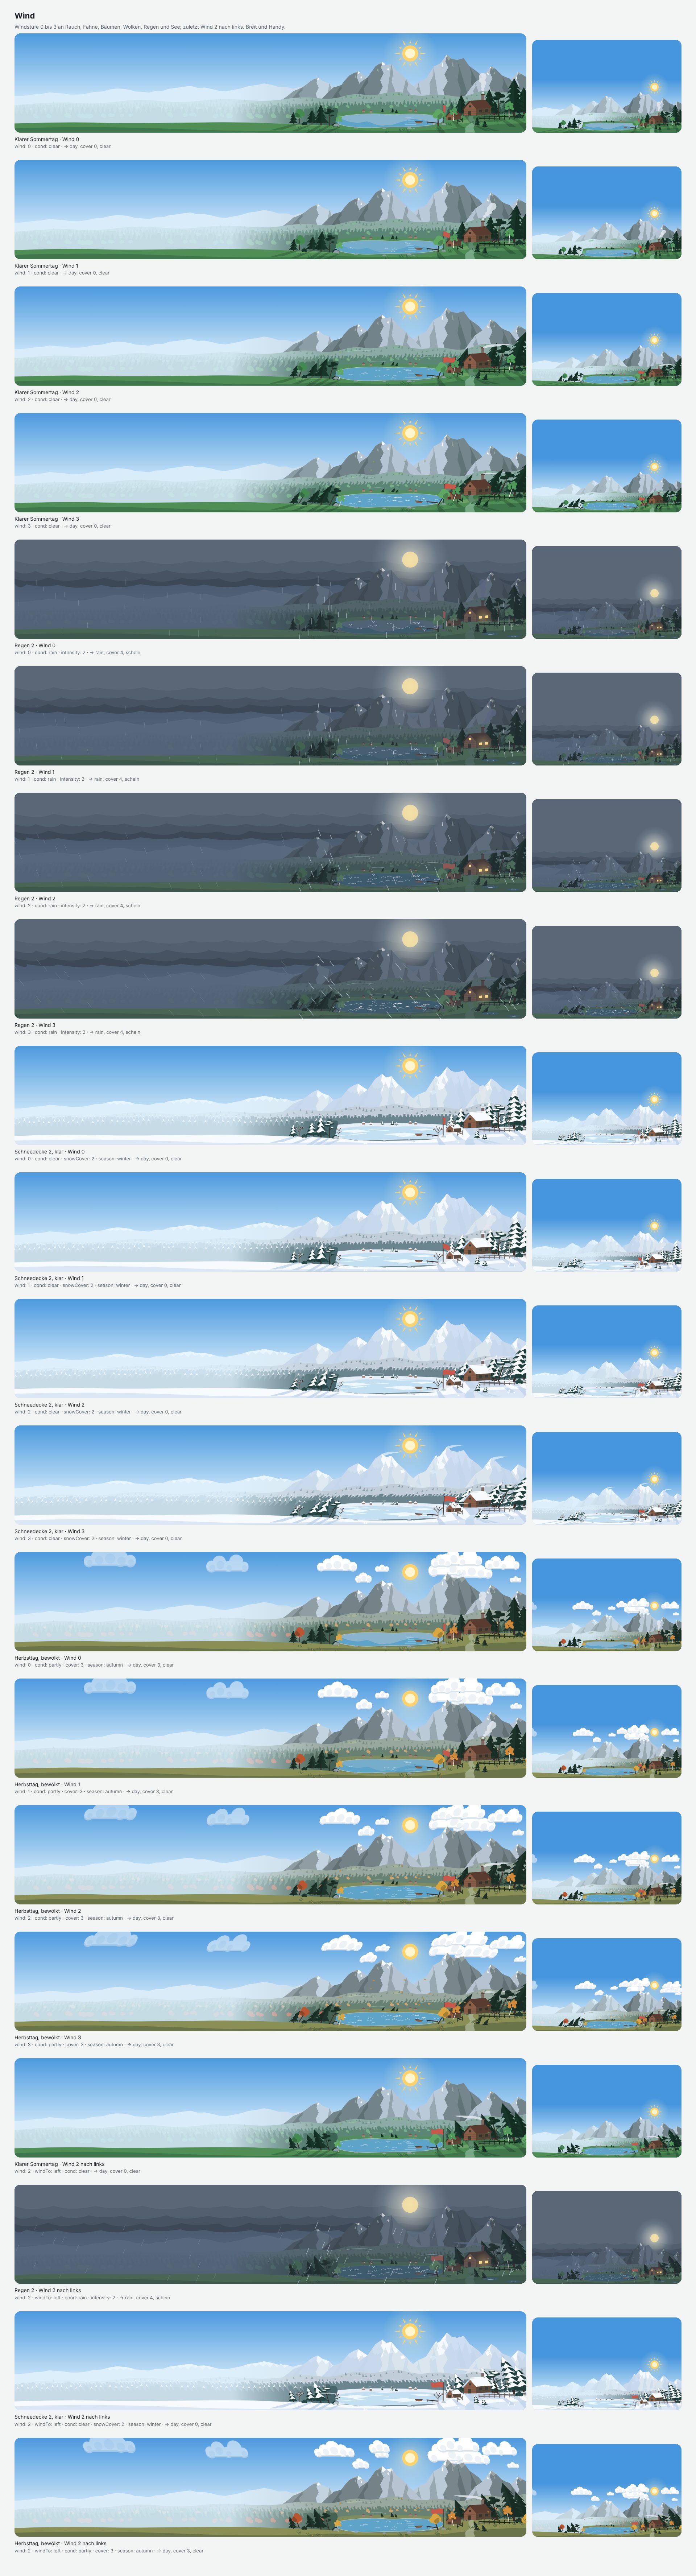 Wind
Windstufe 0 bis 3 an Rauch, Fahne, Bäumen, Wolken, Regen und See; zuletzt Wind 2 nach links. Breit und Handy.
Klarer Sommertag · Wind 0
wind: 0 · cond: clear · → day, cover 0, clear
Klarer Sommertag · Wind 1
wind: 1 · cond: clear · → day, cover 0, clear
Klarer Sommertag · Wind 2
wind: 2 · cond: clear · → day, cover 0, clear
Klarer Sommertag · Wind 3
wind: 3 · cond: clear · → day, cover 0, clear
Regen 2 · Wind 0
wind: 0 · cond: rain · intensity: 2 · → rain, cover 4, schein
Regen 2 · Wind 1
wind: 1 · cond: rain · intensity: 2 · → rain, cover 4, schein
Regen 2 · Wind 2
wind: 2 · cond: rain · intensity: 2 · → rain, cover 4, schein
Regen 2 · Wind 3
wind: 3 · cond: rain · intensity: 2 · → rain, cover 4, schein
Schneedecke 2, klar · Wind 0
wind: 0 · cond: clear · snowCover: 2 · season: winter · → day, cover 0, clear
Schneedecke 2, klar · Wind 1
wind: 1 · cond: clear · snowCover: 2 · season: winter · → day, cover 0, clear
Schneedecke 2, klar · Wind 2
wind: 2 · cond: clear · snowCover: 2 · season: winter · → day, cover 0, clear
Schneedecke 2, klar · Wind 3
wind: 3 · cond: clear · snowCover: 2 · season: winter · → day, cover 0, clear
Herbsttag, bewölkt · Wind 0
wind: 0 · cond: partly · cover: 3 · season: autumn · → day, cover 3, clear
Herbsttag, bewölkt · Wind 1
wind: 1 · cond: partly · cover: 3 · season: autumn · → day, cover 3, clear
Herbsttag, bewölkt · Wind 2
wind: 2 · cond: partly · cover: 3 · season: autumn · → day, cover 3, clear
Herbsttag, bewölkt · Wind 3
wind: 3 · cond: partly · cover: 3 · season: autumn · → day, cover 3, clear
Klarer Sommertag · Wind 2 nach links
wind: 2 · windTo: left · cond: clear · → day, cover 0, clear
Regen 2 · Wind 2 nach links
wind: 2 · windTo: left · cond: rain · intensity: 2 · → rain, cover 4, schein
Schneedecke 2, klar · Wind 2 nach links
wind: 2 · windTo: left · cond: clear · snowCover: 2 · season: winter · → day, cover 0, clear
Herbsttag, bewölkt · Wind 2 nach links
wind: 2 · windTo: left · cond: partly · cover: 3 · season: autumn · → day, cover 3, clear